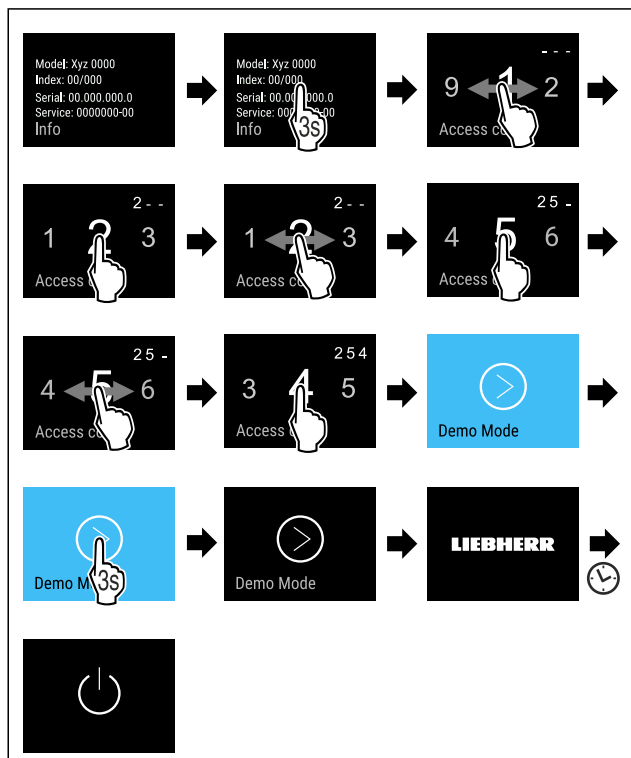 Model: Xyz 0000
Index: 00/000
Serial: 00.000.000.0
Service: 0000000-00
Info
Model: Xyz 0000
Index: 00/000
Serial: 00.000.0
Info
3s
- - -
9 1 2
Access
2 - -
1 2 3
Access
2 - -
1 2 3
Access
2 5 -
4 5 6
Access
2 5 -
4 5 6
Access
2 5 4
3 4 5
Access
Demo Mode
Demo
3s
Demo Mode
LIEBHERR